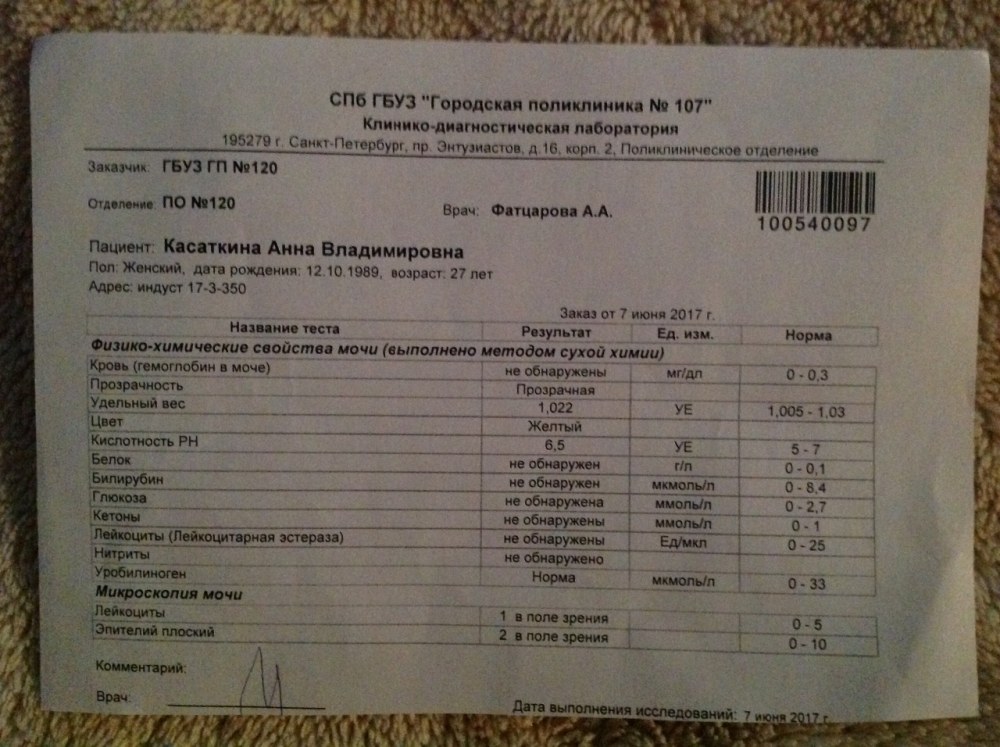 СПб ГБУЗ "Городская поликлиника № 107"
Клинико-диагностическая лаборатория
195279 г. Санкт-Петербург, пр. Энтузиастов, д.16, корп. 2, Поликлиническое отделение
Заказчик: ГБУЗ ГП №120
Отделение: ПО №120 Врач: Фатцарова А.А.
100540097
Пациент: Касаткина Анна Владимировна
Пол: Женский, дата рождения: 12.10.1989, возраст: 27 лет
Адрес: индуст 17-3-350
Заказ от 7 июня 2017 г.
Название теста Результат Ед. изм. Норма
Физико-химические свойства мочи (выполнено методом сухой химии)
Кровь (гемоглобин в моче) не обнаружены мг/дл 0 - 0,3
Прозрачность Прозрачная
Удельный вес 1,022 УЕ 1,005 - 1,03
Цвет Желтый
Кислотность РН 6,5 УЕ 5 - 7
Белок не обнаружен г/л 0 - 0,1
Билирубин не обнаружен мкмоль/л 0 - 8,4
Глюкоза не обнаружена ммоль/л 0 - 2,7
Кетоны не обнаружены ммоль/л 0 - 1
Лейкоциты (Лейкоцитарная эстераза) не обнаружены Ед/мкл 0 - 25
Нитриты не обнаружено
Уробилиноген Норма мкмоль/л 0 - 33
Микроскопия мочи
Лейкоциты 1 в поле зрения 0 - 5
Эпителий плоский 2 в поле зрения 0 - 10
Комментарий:
Врач:
Дата выполнения исследований: 7 июня 2017 г.